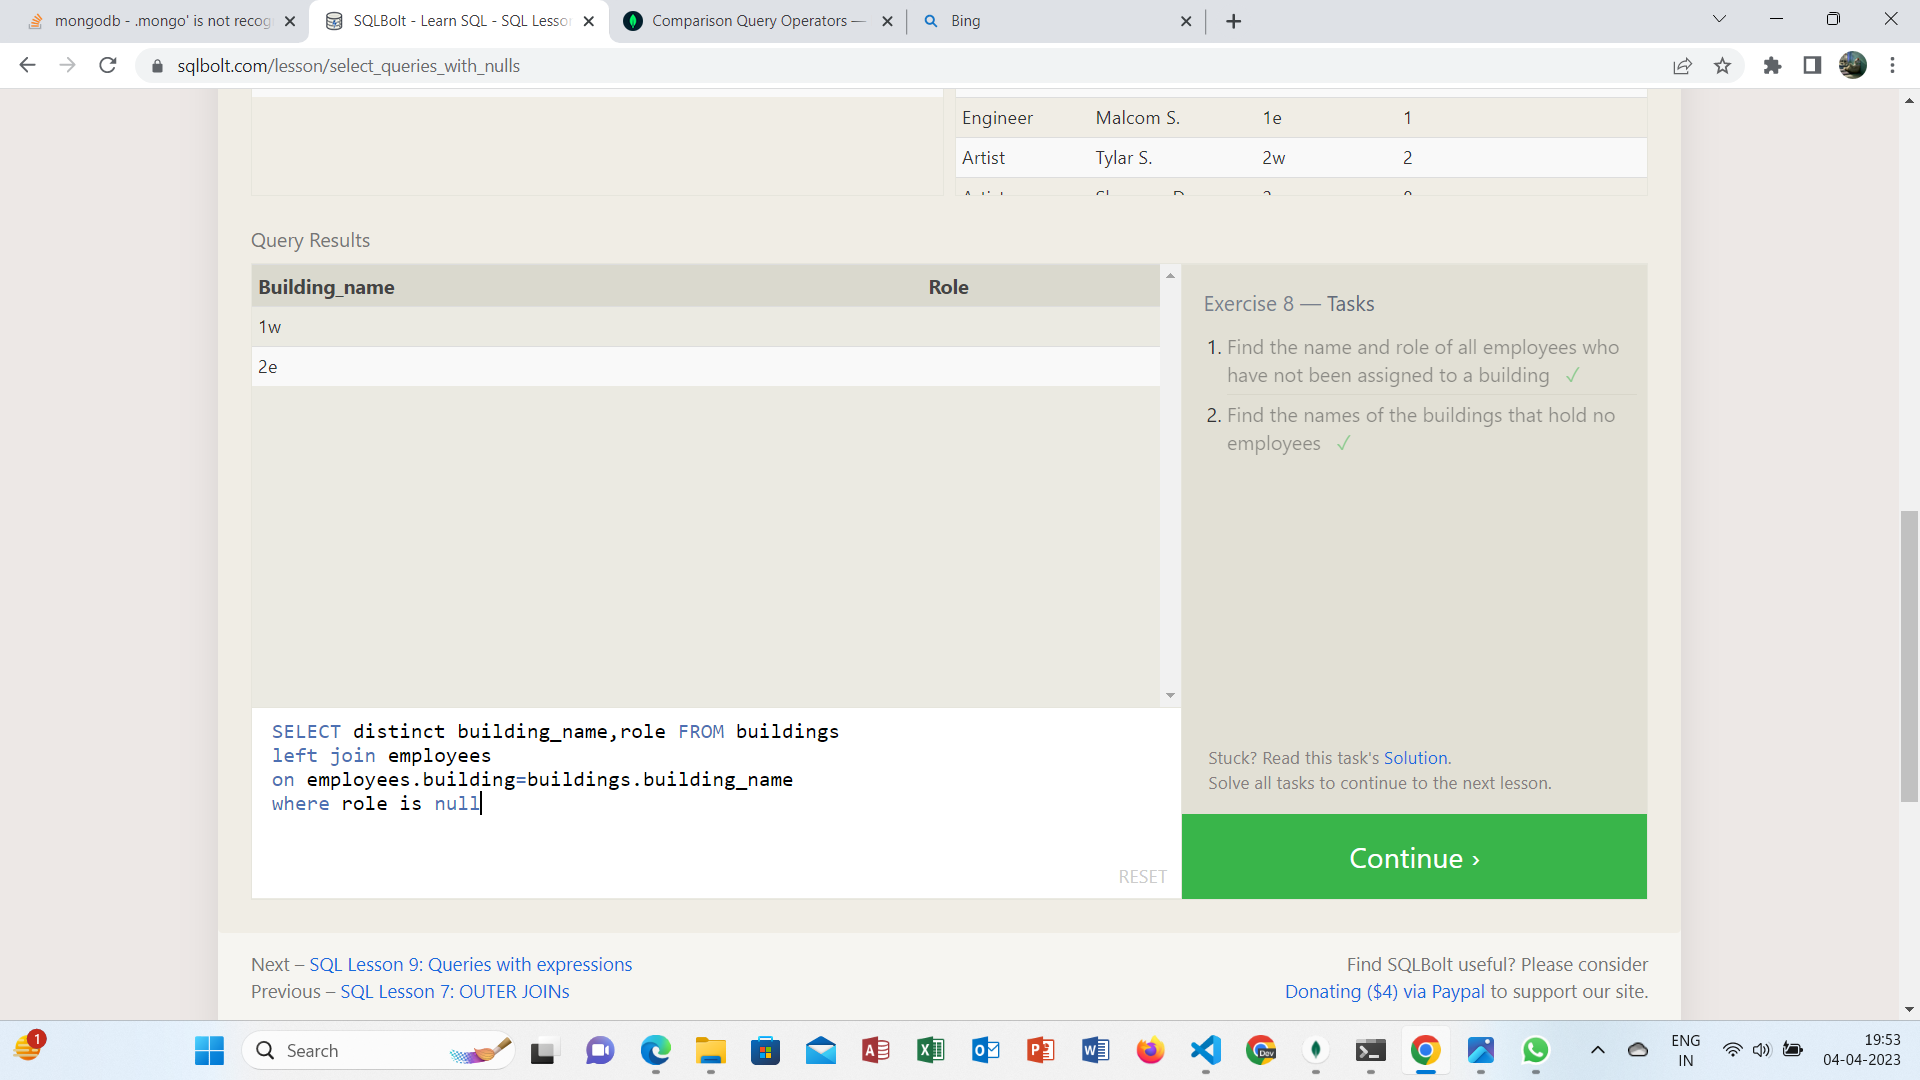 mongodb - .mongo' is not recog
SQLBolt - Learn SQL - SQL Lesson
Comparison Query Operators —
Bing
sqlbolt.com/lesson/select_queries_with_nulls
Engineer Malcom S. 1e 1
Artist Tylar S. 2w 2
Query Results
Building_name Role
1w
2e
Exercise 8 — Tasks
1. Find the name and role of all employees who
have not been assigned to a building ✓
2. Find the names of the buildings that hold no
employees ✓
SELECT distinct building_name,role FROM buildings
left join employees
on employees.building=buildings.building_name
where role is null
RESET
Stuck? Read this task's Solution.
Solve all tasks to continue to the next lesson.
Continue ›
Next – SQL Lesson 9: Queries with expressions
Previous – SQL Lesson 7: OUTER JOINs
Find SQLBolt useful? Please consider
Donating ($4) via Paypal to support our site.
1
Search
Dev
ENG
IN
19:53
04-04-2023